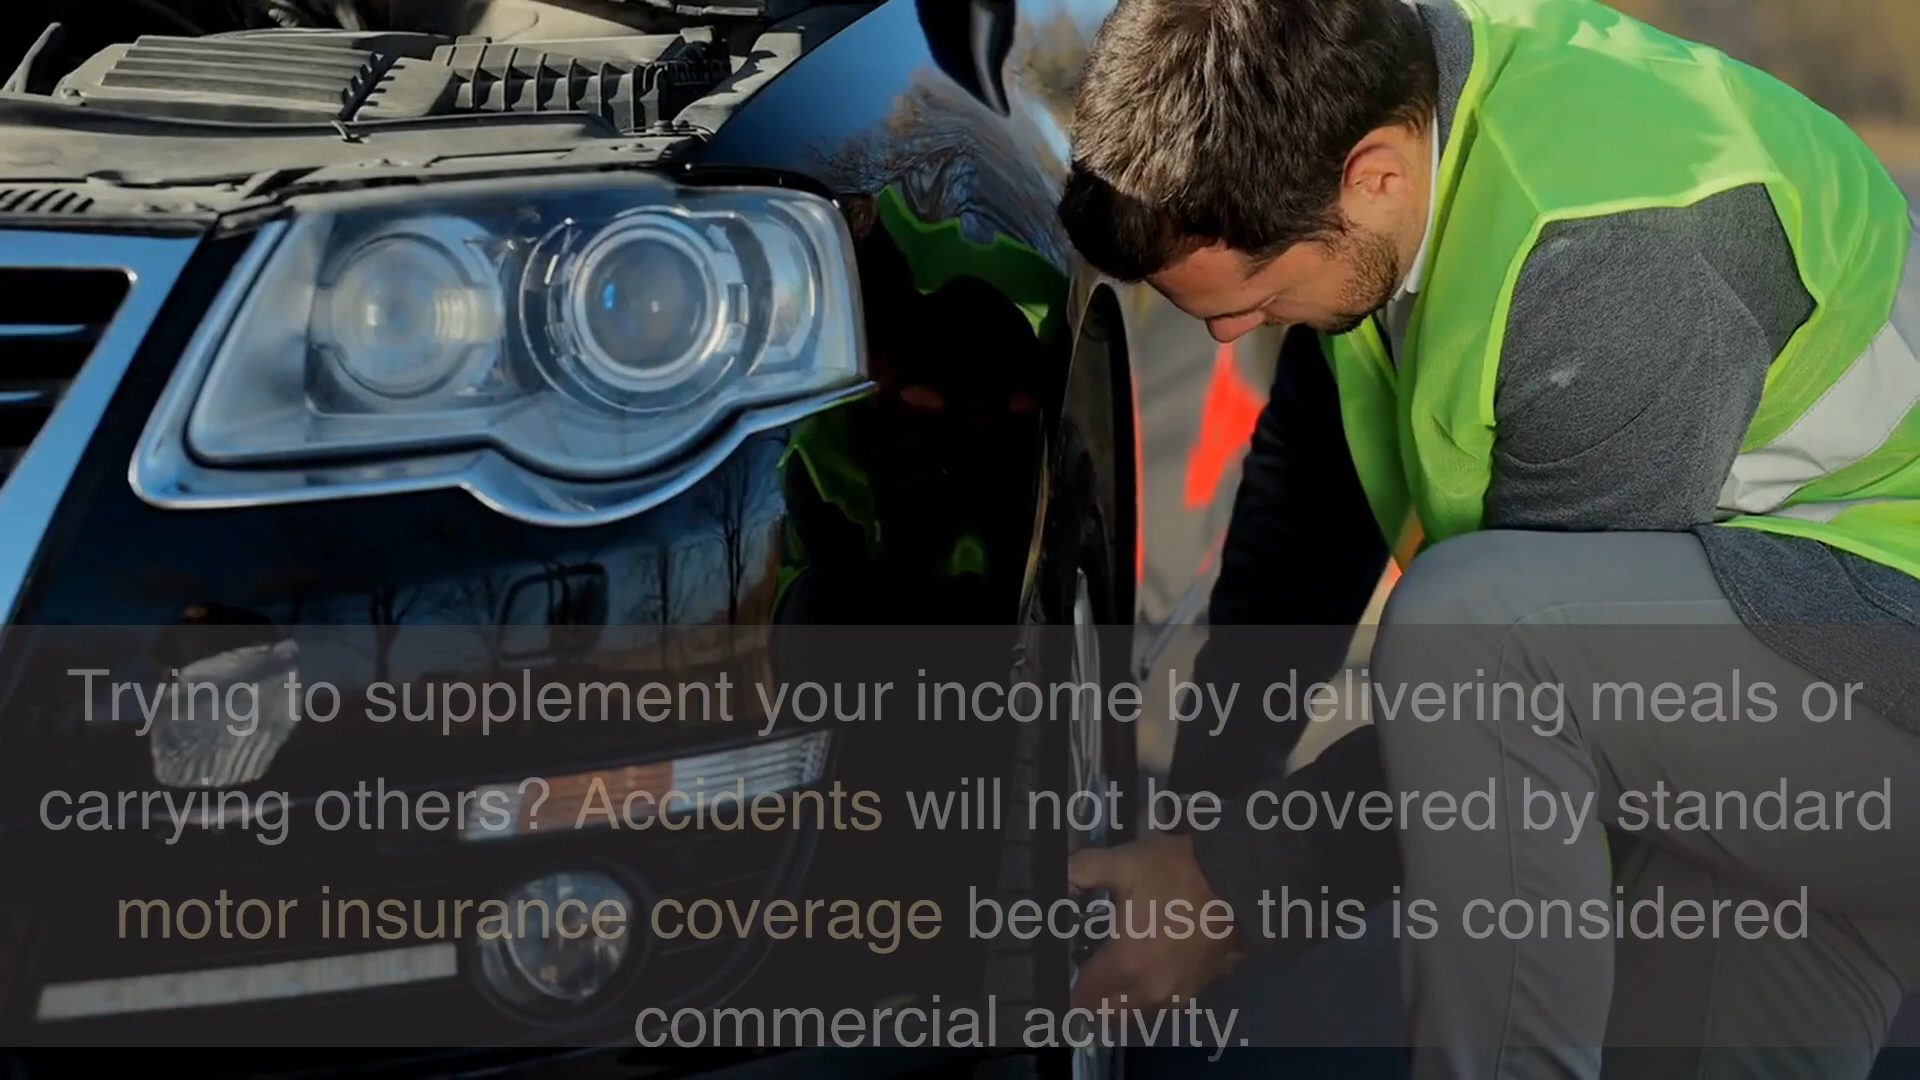 Trying to supplement your income by delivering meals or
carrying others? Accidents will not be covered by standard
motor insurance coverage because this is considered
commercial activity.